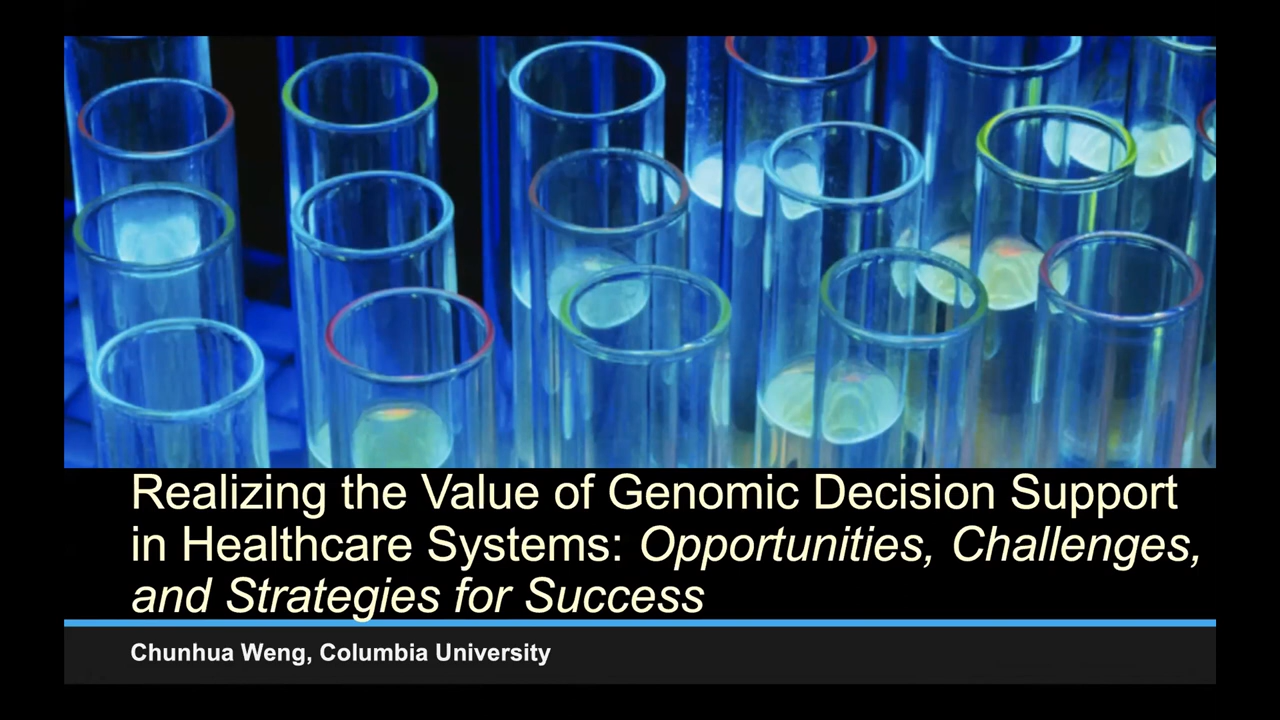 Realizing the Value of Genomic Decision Support
in Healthcare Systems: Opportunities, Challenges,
and Strategies for Success
Chunhua Weng, Columbia University